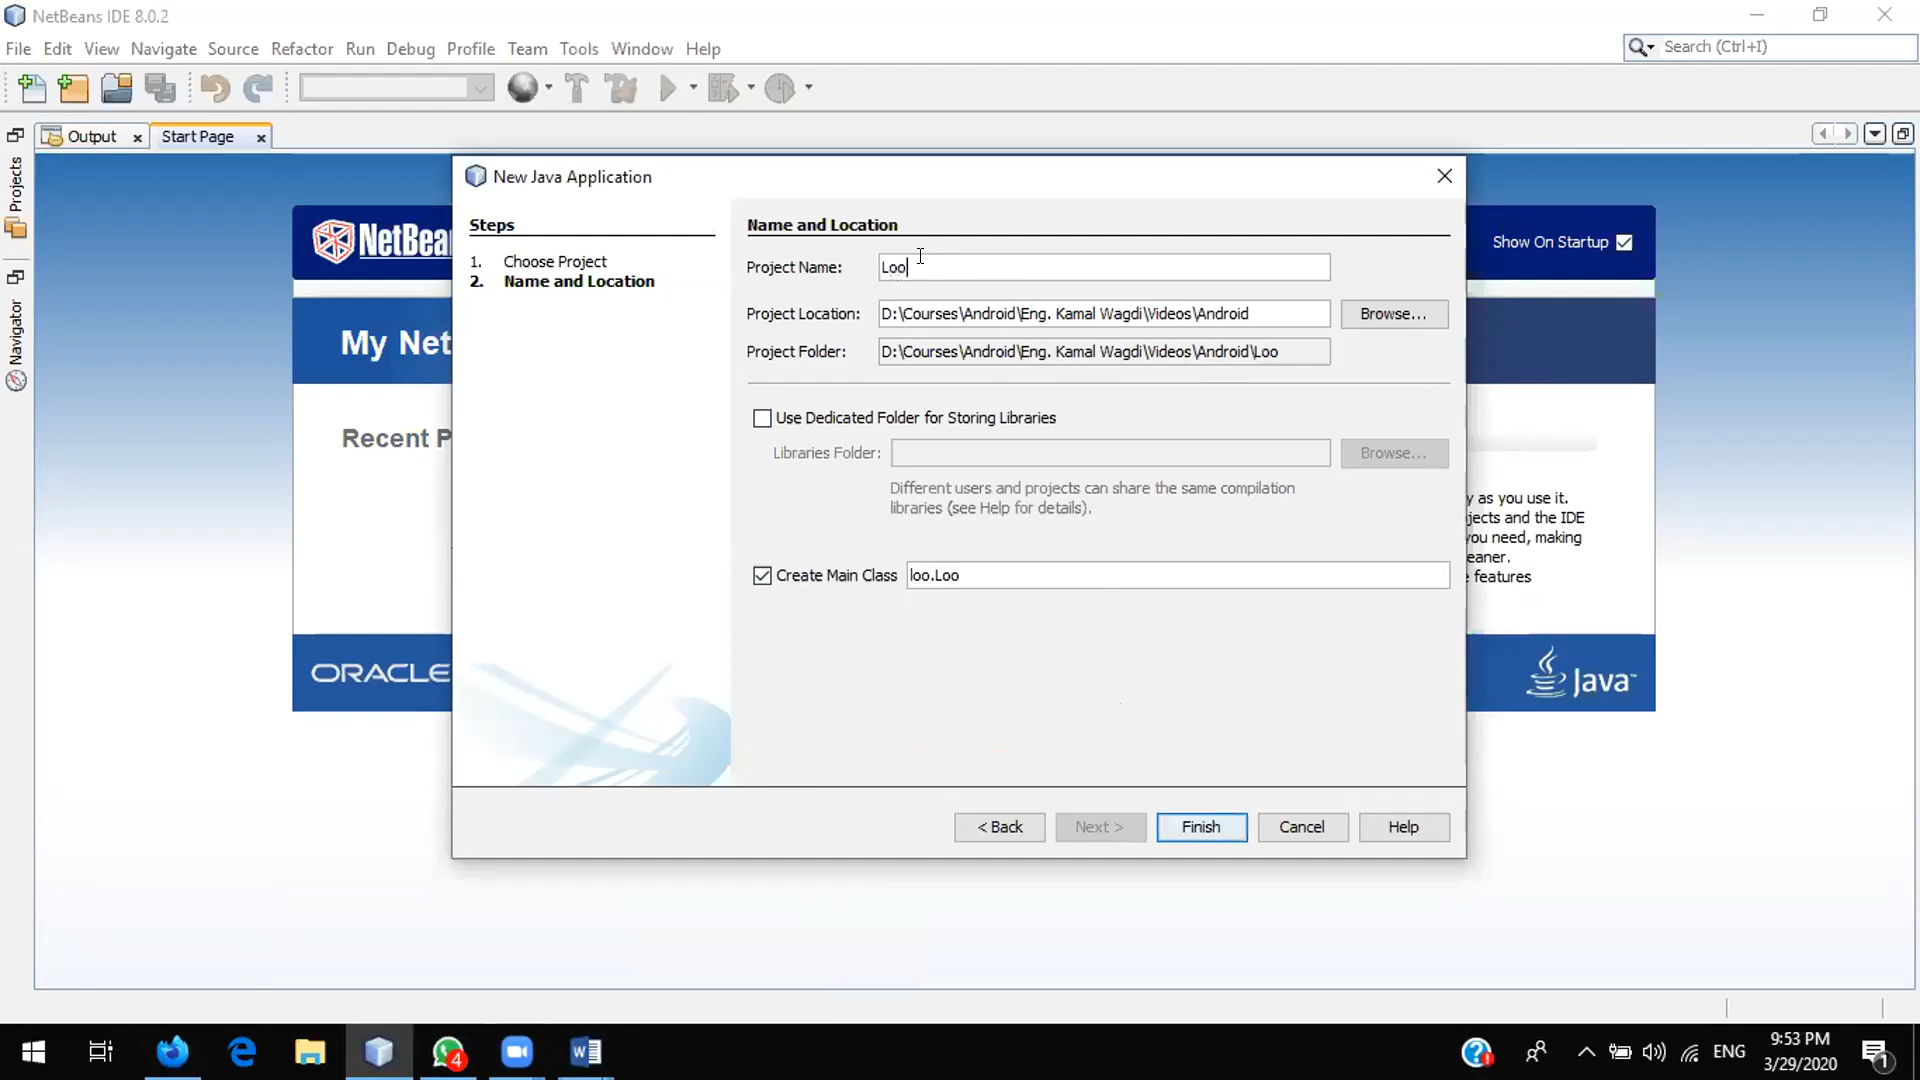 NetBeans IDE 8.0.2
File Edit View Navigate Source Refactor Run Debug Profile Team Tools Window Help
Search (Ctrl+I)
Output Start Page
Projects
Navigator
NetBean
Show On Startup
My Net
Recent P
New Java Application
Steps
1. Choose Project
2. Name and Location
Name and Location
Project Name: Loo
Project Location: D:\Courses\Android\Eng. Kamal Wagdi\Videos\Android Browse...
Project Folder: D:\Courses\Android\Eng. Kamal Wagdi\Videos\Android\Loo
Use Dedicated Folder for Storing Libraries
Libraries Folder: Browse...
Different users and projects can share the same compilation
libraries (see Help for details).
Create Main Class loo.Loo
< Back Next > Finish Cancel Help
y as you use it.
jects and the IDE
you need, making
eaner.
e features
ORACLE
Java
4
ENG
9:53 PM
3/29/2020
1